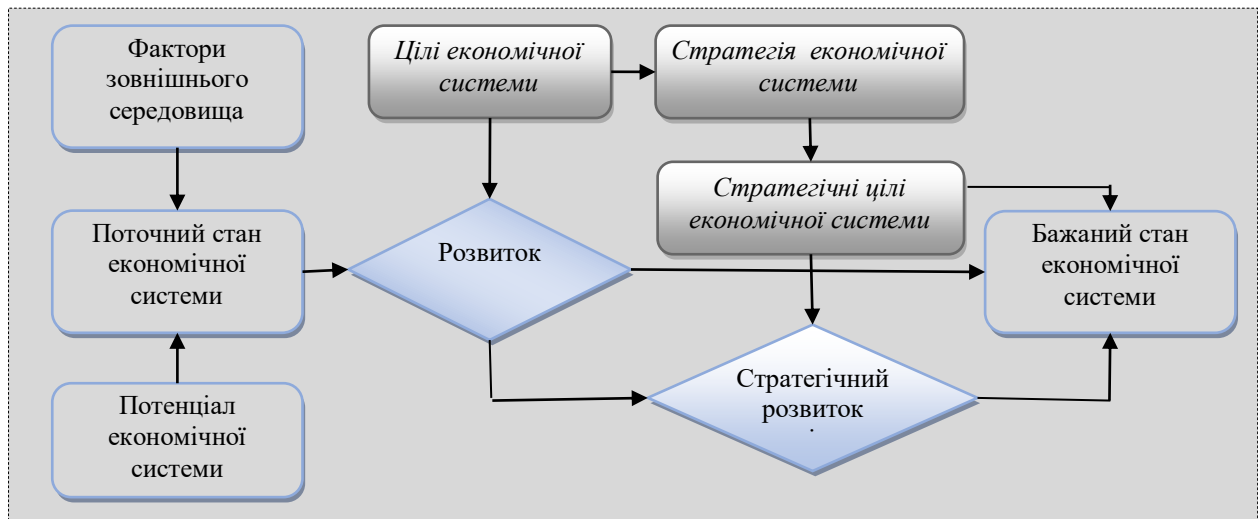 Фактори
зовнішнього
середовища
Цілі економічної
системи
Стратегія економічної
системи
Стратегічні цілі
економічної системи
Поточний стан
економічної
системи
Розвиток
Бажаний стан
економічної
системи
Стратегічний
розвиток
.
Потенціал
економічної
системи